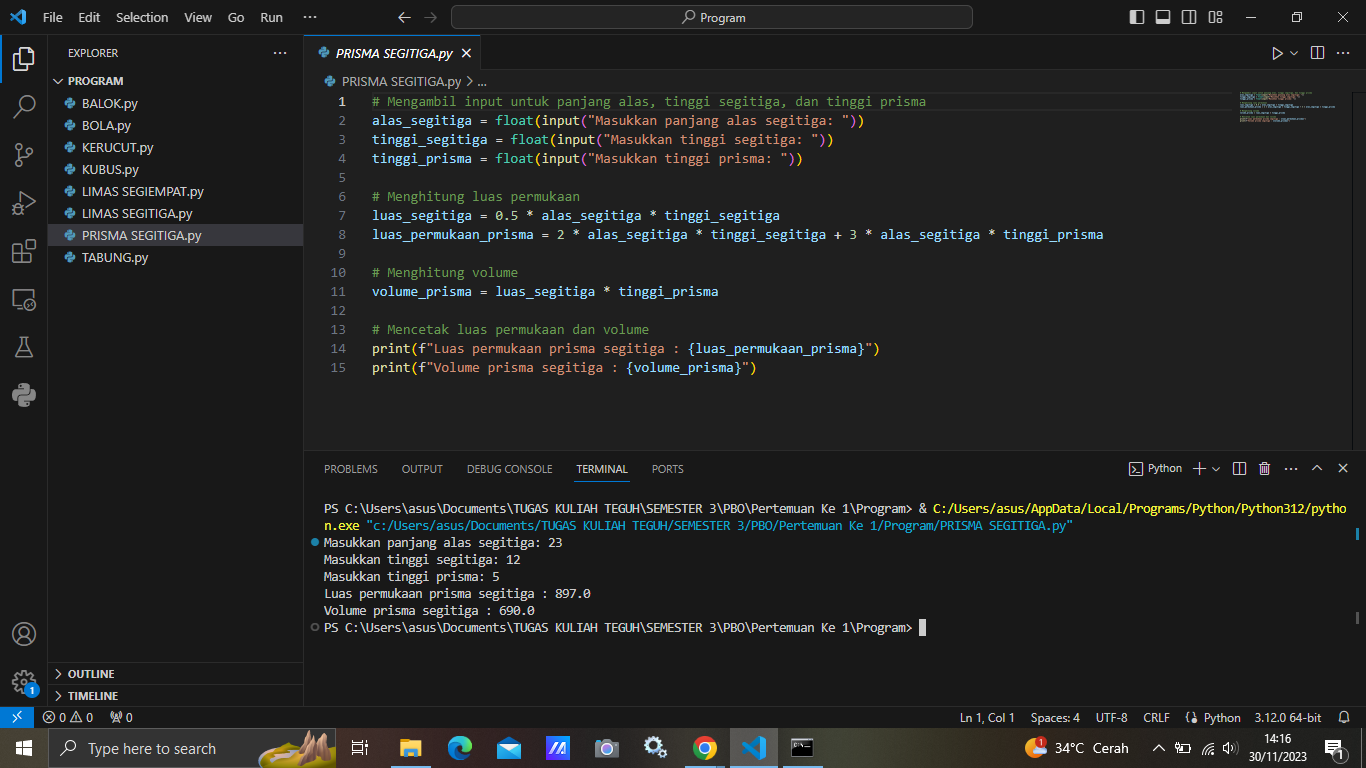 File Edit Selection View Go Run ···
Program
EXPLORER ···
PROGRAM
BALOK.py
BOLA.py
KERUCUT.py
KUBUS.py
LIMAS SEGIEMPAT.py
LIMAS SEGITIGA.py
PRISMA SEGITIGA.py
TABUNG.py
OUTLINE
TIMELINE
PRISMA SEGITIGA.py
PRISMA SEGITIGA.py > ...
1 # Mengambil input untuk panjang alas, tinggi segitiga, dan tinggi prisma
2 alas_segitiga = float(input("Masukkan panjang alas segitiga: "))
3 tinggi_segitiga = float(input("Masukkan tinggi segitiga: "))
4 tinggi_prisma = float(input("Masukkan tinggi prisma: "))
5
6 # Menghitung luas permukaan
7 luas_segitiga = 0.5 * alas_segitiga * tinggi_segitiga
8 luas_permukaan_prisma = 2 * alas_segitiga * tinggi_segitiga + 3 * alas_segitiga * tinggi_prisma
9
10 # Menghitung volume
11 volume_prisma = luas_segitiga * tinggi_prisma
12
13 # Mencetak luas permukaan dan volume
14 print(f"Luas permukaan prisma segitiga : {luas_permukaan_prisma}")
15 print(f"Volume prisma segitiga : {volume_prisma}")
PROBLEMS OUTPUT DEBUG CONSOLE TERMINAL PORTS
Python
PS C:\Users\asus\Documents\TUGAS KULIAH TEGUH\SEMESTER 3\PBO\Pertemuan Ke 1\Program> & C:/Users/asus/AppData/Local/Programs/Python/Python312/pytho
n.exe "c:/Users/asus/Documents/TUGAS KULIAH TEGUH/SEMESTER 3/PBO/Pertemuan Ke 1/Program/PRISMA SEGITIGA.py"
Masukkan panjang alas segitiga: 23
Masukkan tinggi segitiga: 12
Masukkan tinggi prisma: 5
Luas permukaan prisma segitiga : 897.0
Volume prisma segitiga : 690.0
PS C:\Users\asus\Documents\TUGAS KULIAH TEGUH\SEMESTER 3\PBO\Pertemuan Ke 1\Program>
1
0 0 0
Ln 1, Col 1 Spaces: 4 UTF-8 CRLF Python 3.12.0 64-bit
Type here to search
1
34°C Cerah
14:16
30/11/2023
1